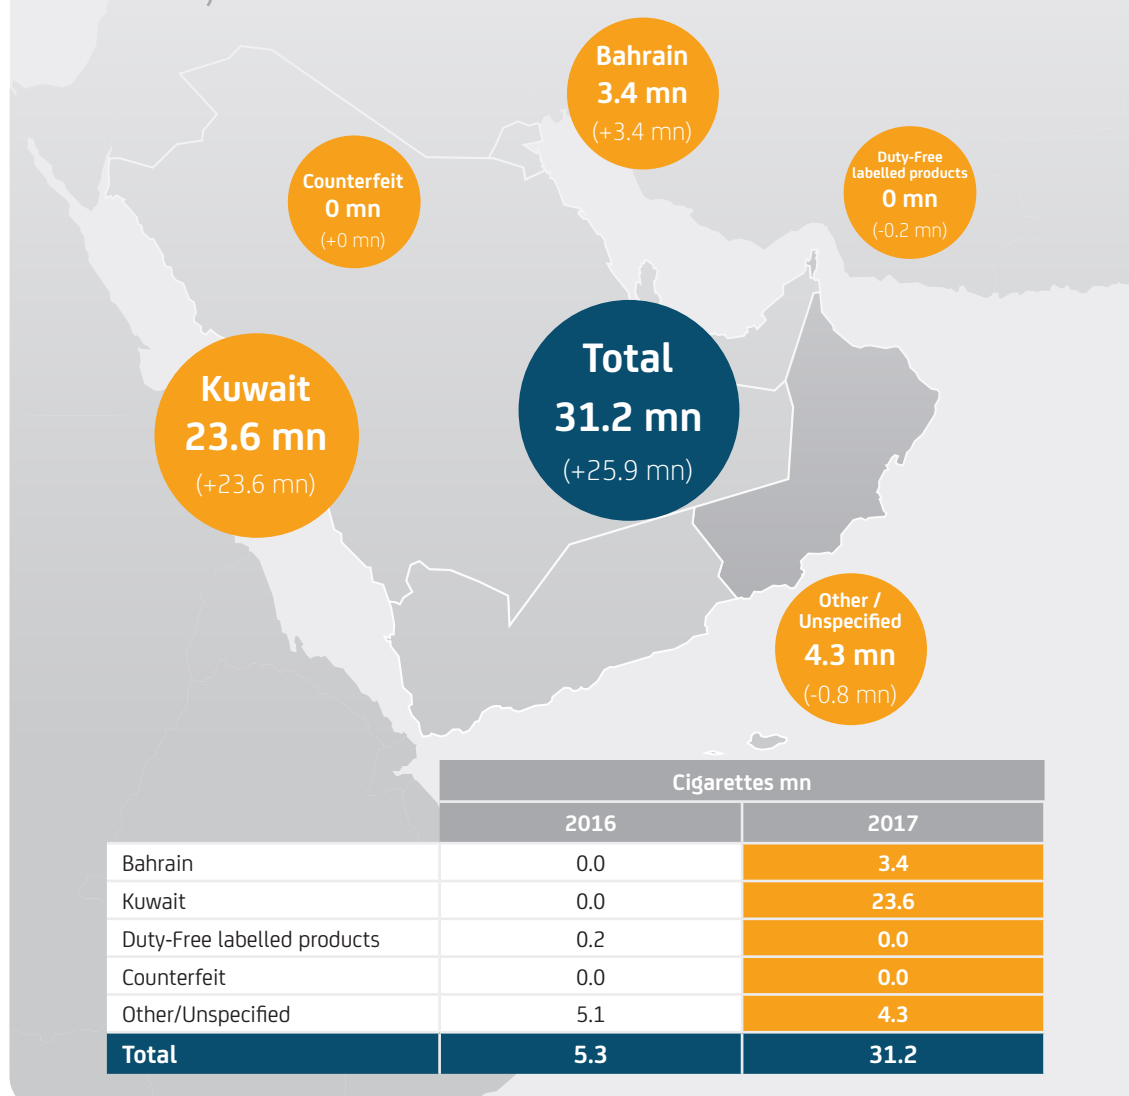 Bahrain
3.4 mn
(+3.4 mn)
Counterfeit
0 mn
(+0 mn)
Duty-Free
labelled products
0 mn
(-0.2 mn)
Kuwait
23.6 mn
(+23.6 mn)
Total
31.2 mn
(+25.9 mn)
Other /
Unspecified
4.3 mn
(-0.8 mn)
Cigarettes mn
2016 2017
Bahrain 0.0 3.4
Kuwait 0.0 23.6
Duty-Free labelled products 0.2 0.0
Counterfeit 0.0 0.0
Other/Unspecified 5.1 4.3
Total 5.3 31.2